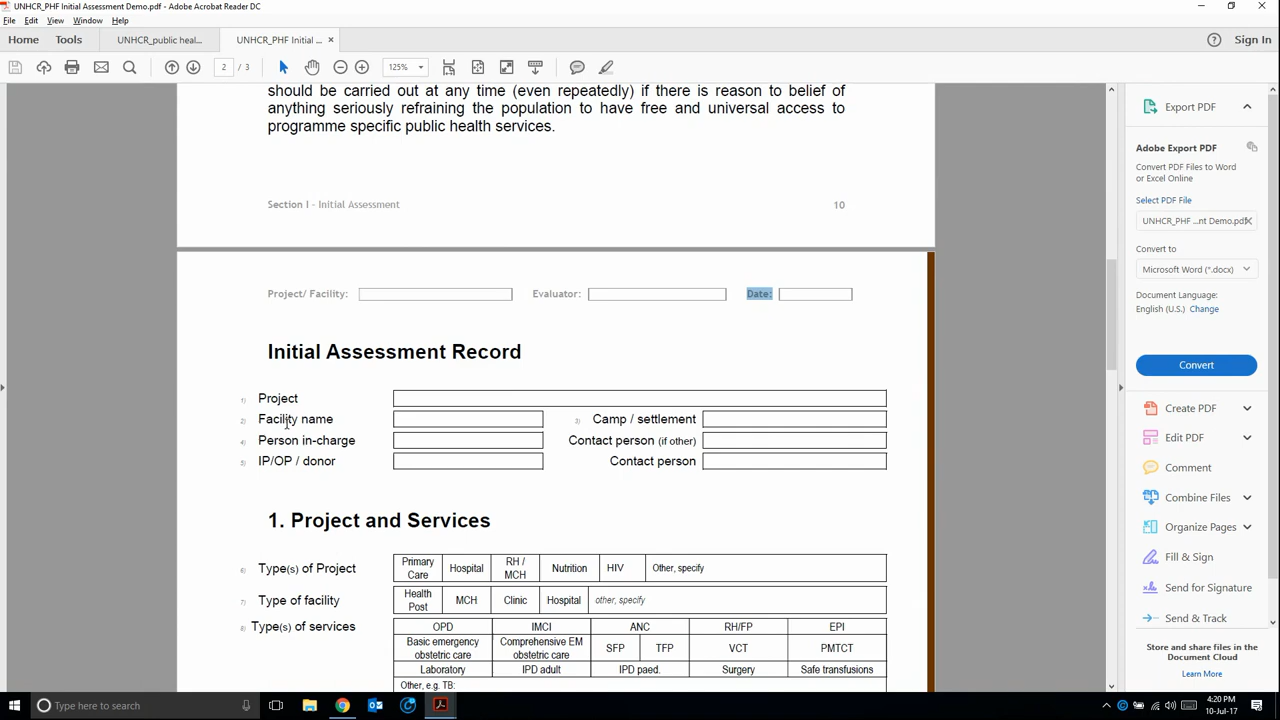 UNHCR_PHF Initial Assessment Demo.pdf - Adobe Acrobat Reader DC
File Edit View Window Help
Home Tools UNHCR_public heal... UNHCR_PHF Initial ... × Sign In
2 / 3 125%
should be carried out at any time (even repeatedly) if there is reason to belief of
anything seriously refraining the population to have free and universal access to
programme specific public health services.
Section I - Initial Assessment 10
Project/ Facility: Evaluator: Date:
Initial Assessment Record
1) Project
2) Facility name 3) Camp / settlement
4) Person in-charge Contact person (if other)
5) IP/OP / donor Contact person
1. Project and Services
6) Type(s) of Project Primary Care Hospital RH / MCH Nutrition HIV Other, specify
7) Type of facility Health Post MCH Clinic Hospital other, specify
8) Type(s) of services OPD IMCI ANC RH/FP EPI
Basic emergency obstetric care Comprehensive EM obstetric care SFP TFP VCT PMTCT
Laboratory IPD adult IPD paed. Surgery Safe transfusions
Other, e.g. TB:
Export PDF
Adobe Export PDF
Convert PDF Files to Word
or Excel Online
Select PDF File
UNHCR_PHF ...nt Demo.pdf
Convert to
Microsoft Word (*.docx)
Document Language:
English (U.S.) Change
Convert
Create PDF
Edit PDF
Comment
Combine Files
Organize Pages
Fill & Sign
Send for Signature
Send & Track
Store and share files in the
Document Cloud
Learn More
Type here to search
4:20 PM
10-Jul-17